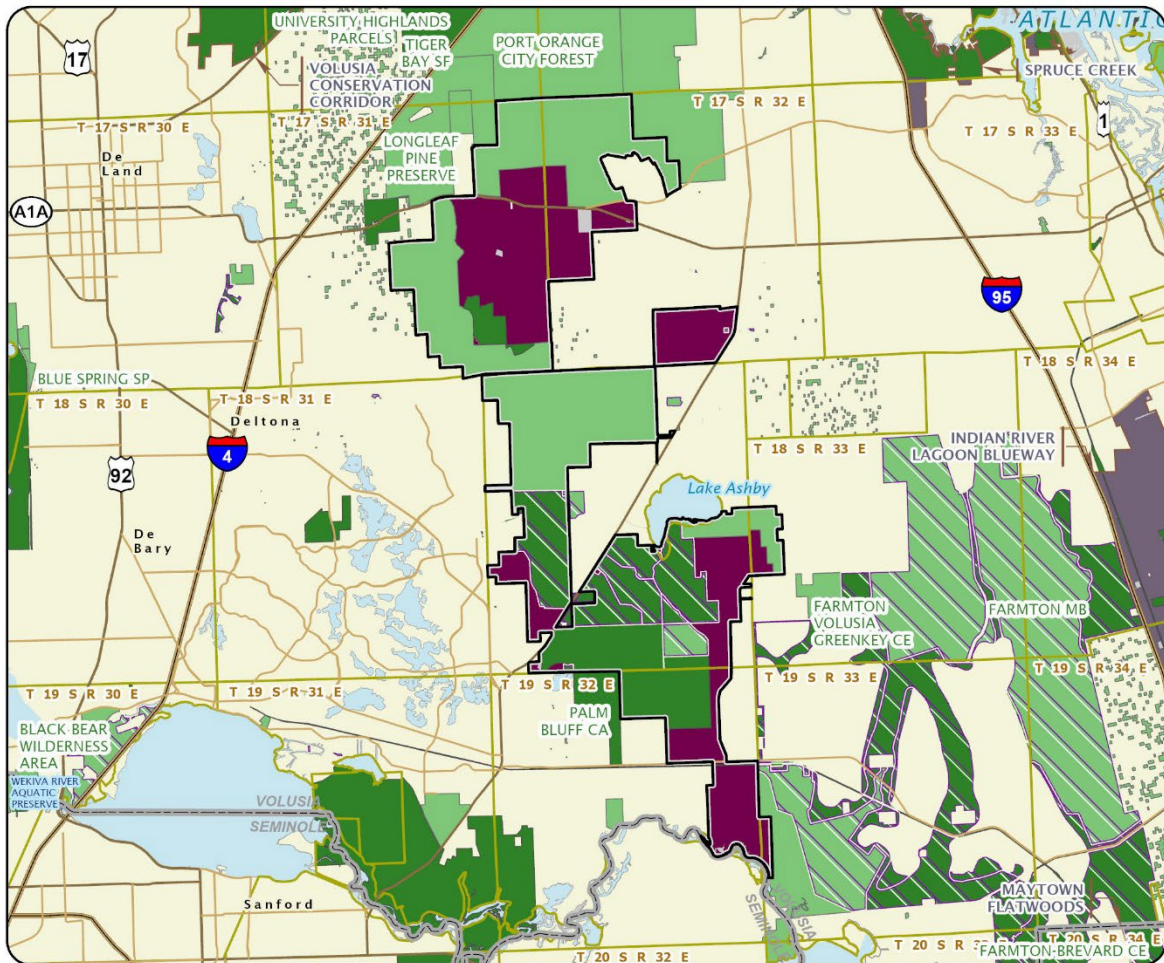 UNIVERSITY HIGHLANDS
PARCELS
TIGER
BAY SF
PORT ORANGE
CITY FOREST
ATLANTIC
17
VOLUSIA
CONSERVATION
CORRIDOR
SPRUCE CREEK
1
T 17 S R 30 E
T 17 S R 31 E
T 17 S R 32 E
T 17 S R 33 E
De
Land
LONGLEAF
PINE
PRESERVE
A1A
95
BLUE SPRING SP
T 18 S R 30 E
T 18 S R 31 E
T 18 S R 34 E
Deltona
4
92
T 18 S R 33 E
INDIAN RIVER
LAGOON BLUEWAY
Lake Ashby
De
Bary
FARMTON
VOLUSIA
GREENKEY CE
FARMTON MB
T 19 S R 30 E
T 19 S R 31 E
T 19 S R 32 E
T 19 S R 33 E
T 19 S R 34 E
PALM
BLUFF CA
BLACK BEAR
WILDERNESS
AREA
WEKIVA RIVER
AQUATIC
PRESERVE
VOLUSIA
SEMINOLE
Sanford
VOLUSIA
MAYTOWN
FLATWOODS
T 20 S R 32 E
T 20 S R 34 E
FARMTON-BREVARD CE